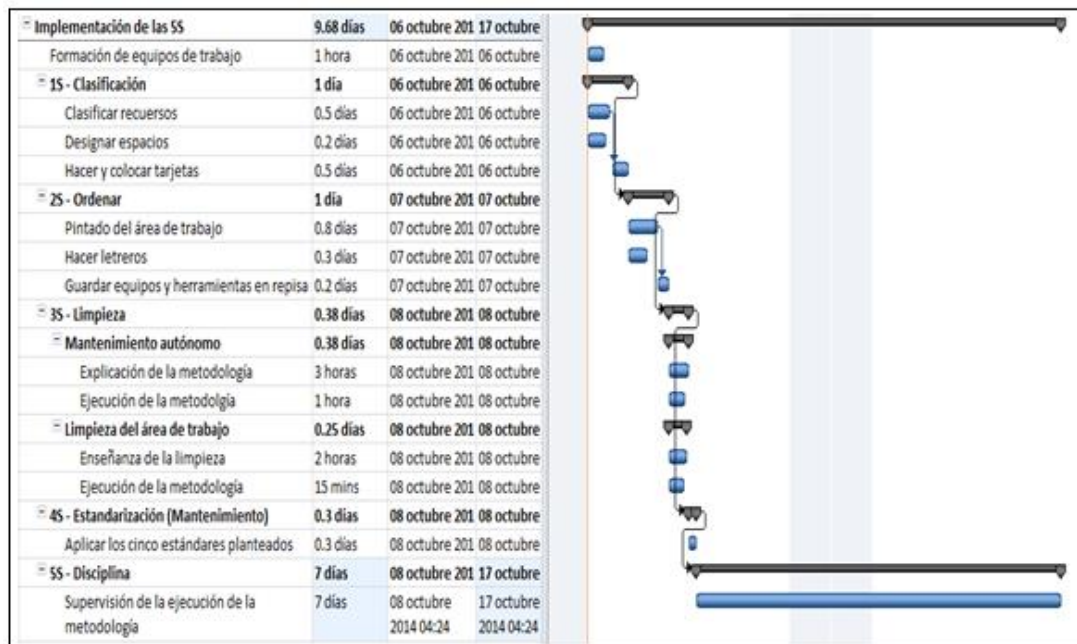 Implementación de las 5S 9.68 días 06 octubre 201 17 octubre
Formación de equipos de trabajo 1 hora 06 octubre 201 06 octubre
1S - Clasificación 1 día 06 octubre 201 06 octubre
Clasificar recuersos 0.5 días 06 octubre 201 06 octubre
Designar espacios 0.2 días 06 octubre 201 06 octubre
Hacer y colocar tarjetas 0.5 días 06 octubre 201 06 octubre
2S - Ordenar 1 día 07 octubre 201 07 octubre
Pintado del área de trabajo 0.8 días 07 octubre 201 07 octubre
Hacer letreros 0.3 días 07 octubre 201 07 octubre
Guardar equipos y herramientas en repisa 0.2 días 07 octubre 201 07 octubre
3S - Limpieza 0.38 días 08 octubre 201 08 octubre
Mantenimiento autónomo 0.38 días 08 octubre 201 08 octubre
Explicación de la metodología 3 horas 08 octubre 201 08 octubre
Ejecución de la metodolgía 1 hora 08 octubre 201 08 octubre
Limpieza del área de trabajo 0.25 días 08 octubre 201 08 octubre
Enseñanza de la limpieza 2 horas 08 octubre 201 08 octubre
Ejecución de la metodología 15 mins 08 octubre 201 08 octubre
4S - Estandarización (Mantenimiento) 0.3 días 08 octubre 201 08 octubre
Aplicar los cinco estándares planteados 0.3 días 08 octubre 201 08 octubre
5S - Disciplina 7 días 08 octubre 201 17 octubre
Supervisión de la ejecución de la 7 días 08 octubre 17 octubre
metodología 2014 04:24 2014 04:24